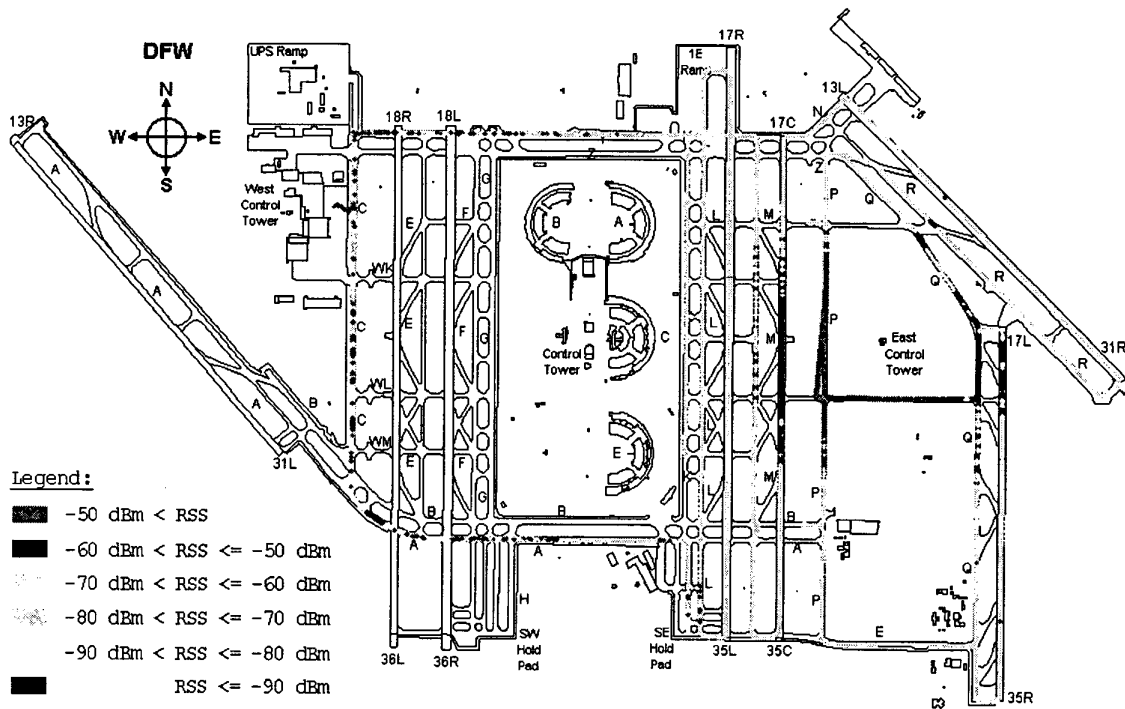 DFW
N
W E
S
UPS Ramp
18R
18L
17R
1E
Ramp
17C
13L
N
13R
A
West
Control
Tower
C
E
F
G
Z
B
A
L
M
Z
P
Q
R
WK
A
C
E
F
G
Control
Tower
C
L
M
P
East
Control
Tower
Q
R
17L
31R
R
A
B
WL
C
WM
E
F
G
E
L
M
P
Q
31L
B
B
B
A
A
A
Legend:
-50 dBm < RSS
-60 dBm < RSS <= -50 dBm
-70 dBm < RSS <= -60 dBm
-80 dBm < RSS <= -70 dBm
-90 dBm < RSS <= -80 dBm
RSS <= -90 dBm
H
L
P
Q
E
36L
36R
SW
Hold
Pad
SE
Hold
Pad
35L
35C
35R